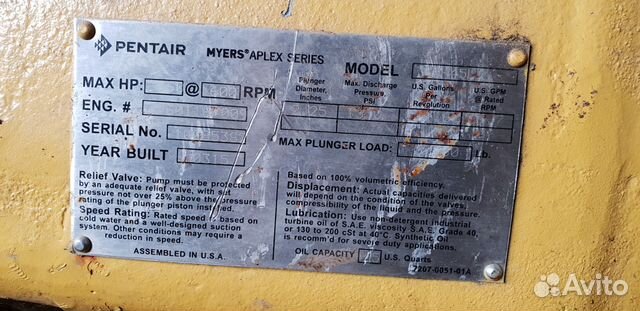 PENTAIR MYERS® APLEX SERIES
MODEL
MAX HP: @ RPM
Plunger Diameter, Inches
Max. Discharge Pressure, PSI
U.S. Gallons Per Revolution
U.S. GPM @ Rated RPM
ENG. #
SERIAL No.
YEAR BUILT
MAX PLUNGER LOAD: Lb.
Relief Valve: Pump must be protected
by an adequate relief valve, with set
pressure not over 25% above the pressure
rating of the plunger piston installed.
Speed Rating: Rated speed is based on
cold water and a well-designed suction
system. Other conditions may require a
reduction in speed.
ASSEMBLED IN U.S.A.
Based on 100% volumetric efficiency.
Displacement: Actual capacities delivered
will depend on the condition of the valves,
compressibility of the liquid and the pressure.
Lubrication: Use non-detergent industrial
turbine oil of S.A.E. viscosity S.A.E. Grade 40,
or 130 to 200 cSt at 40°C. Synthetic Oil
is recomm'd for severe duty applications.
OIL CAPACITY U.S. Quarts
7267-0051-01A
Avito